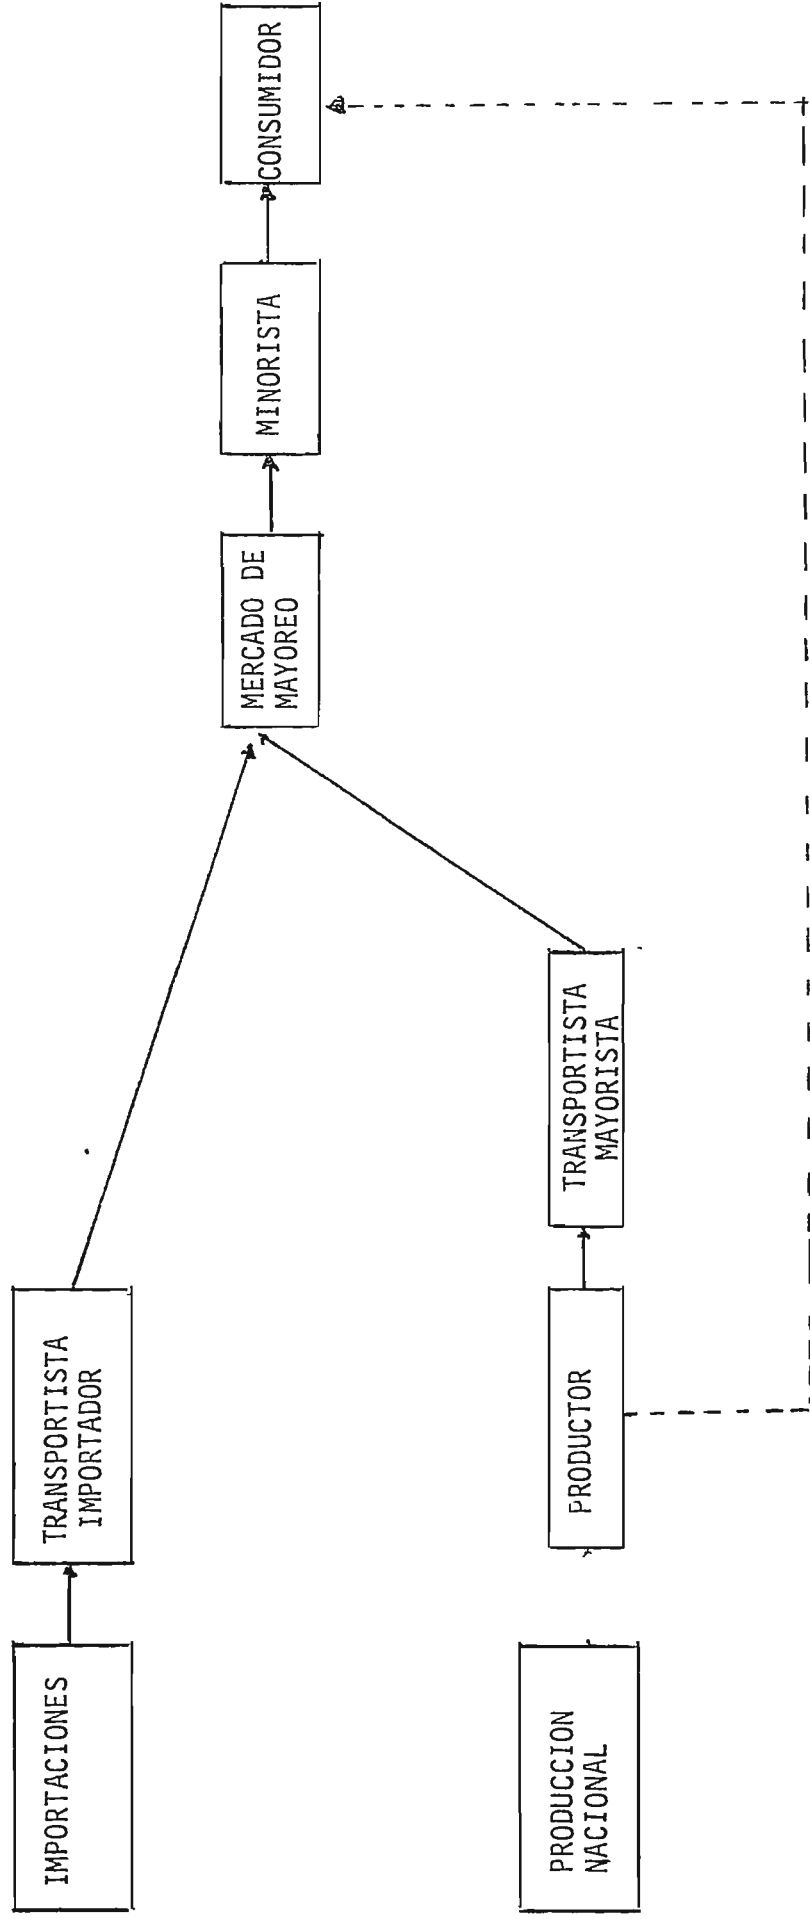 IMPORTACIONES
TRANSPORTISTA
IMPORTADOR
MERCADO DE
MAYOREO
MINORISTA
CONSUMIDOR
PRODUCCION
NACIONAL
PRODUCTOR
TRANSPORTISTA
MAYORISTA